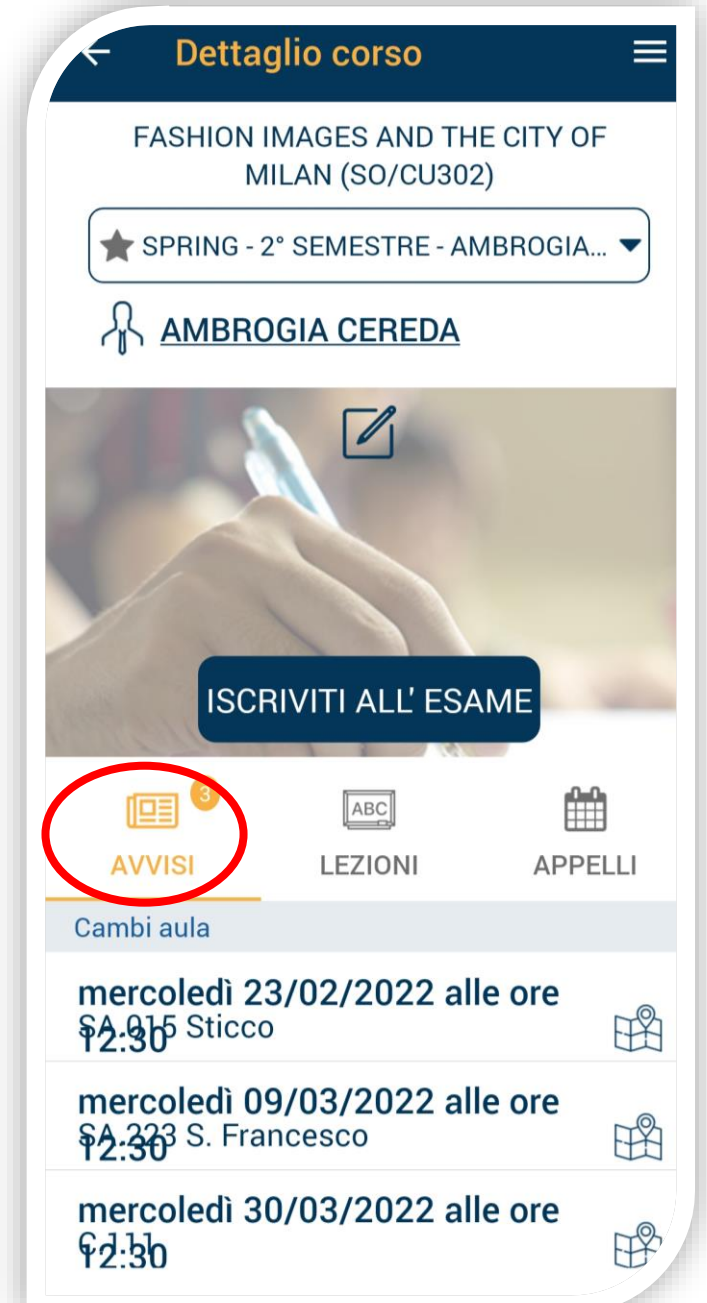 Dettaglio corso
FASHION IMAGES AND THE CITY OF
MILAN (SO/CU302)
SPRING - 2° SEMESTRE - AMBROGIA...
AMBROGIA CEREDA
ISCRIVITI ALL' ESAME
3
ABC
AVVISI LEZIONI APPELLI
Cambi aula
mercoledì 23/02/2022 alle ore
12:30
SA.015 Sticco
mercoledì 09/03/2022 alle ore
12:30
SA.223 S. Francesco
mercoledì 30/03/2022 alle ore
12:30
C.111